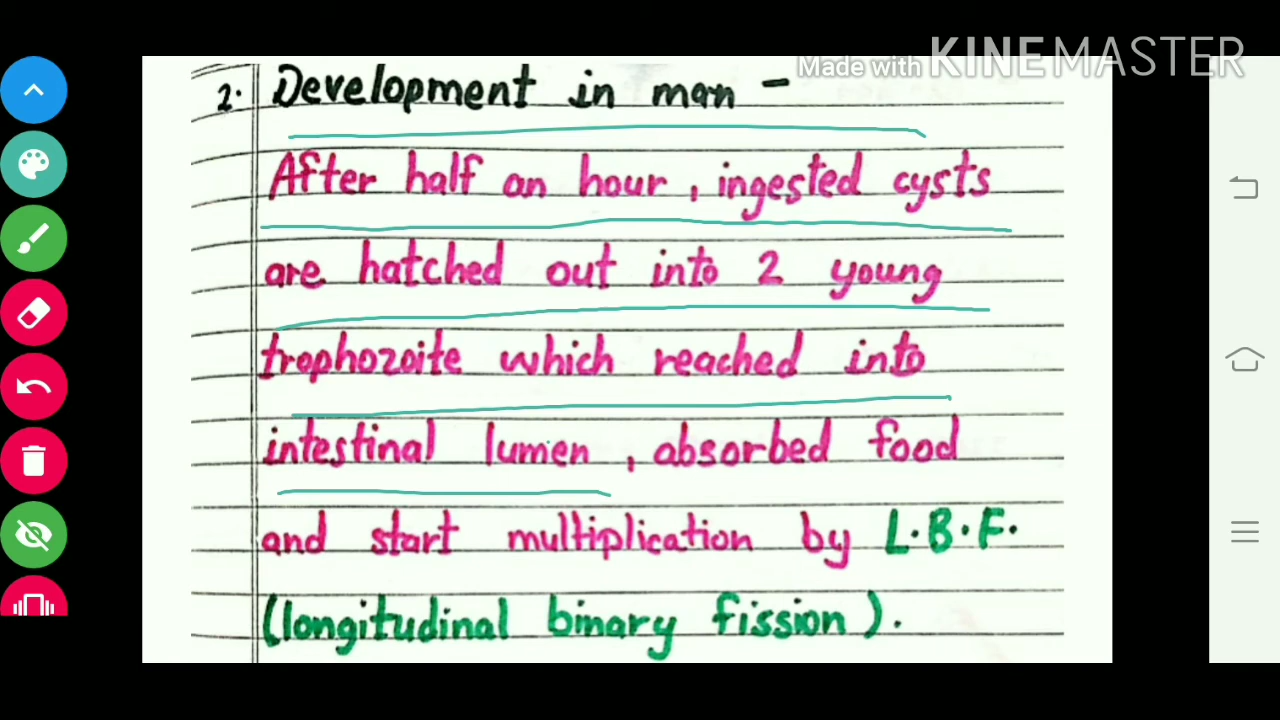 Made with KINEMASTER
2. Development in man -
After half an hour, ingested cysts
are hatched out into 2 young
trophozoite which reached into
intestinal lumen, absorbed food
and start multiplication by L.B.F.
(longitudinal binary fission).